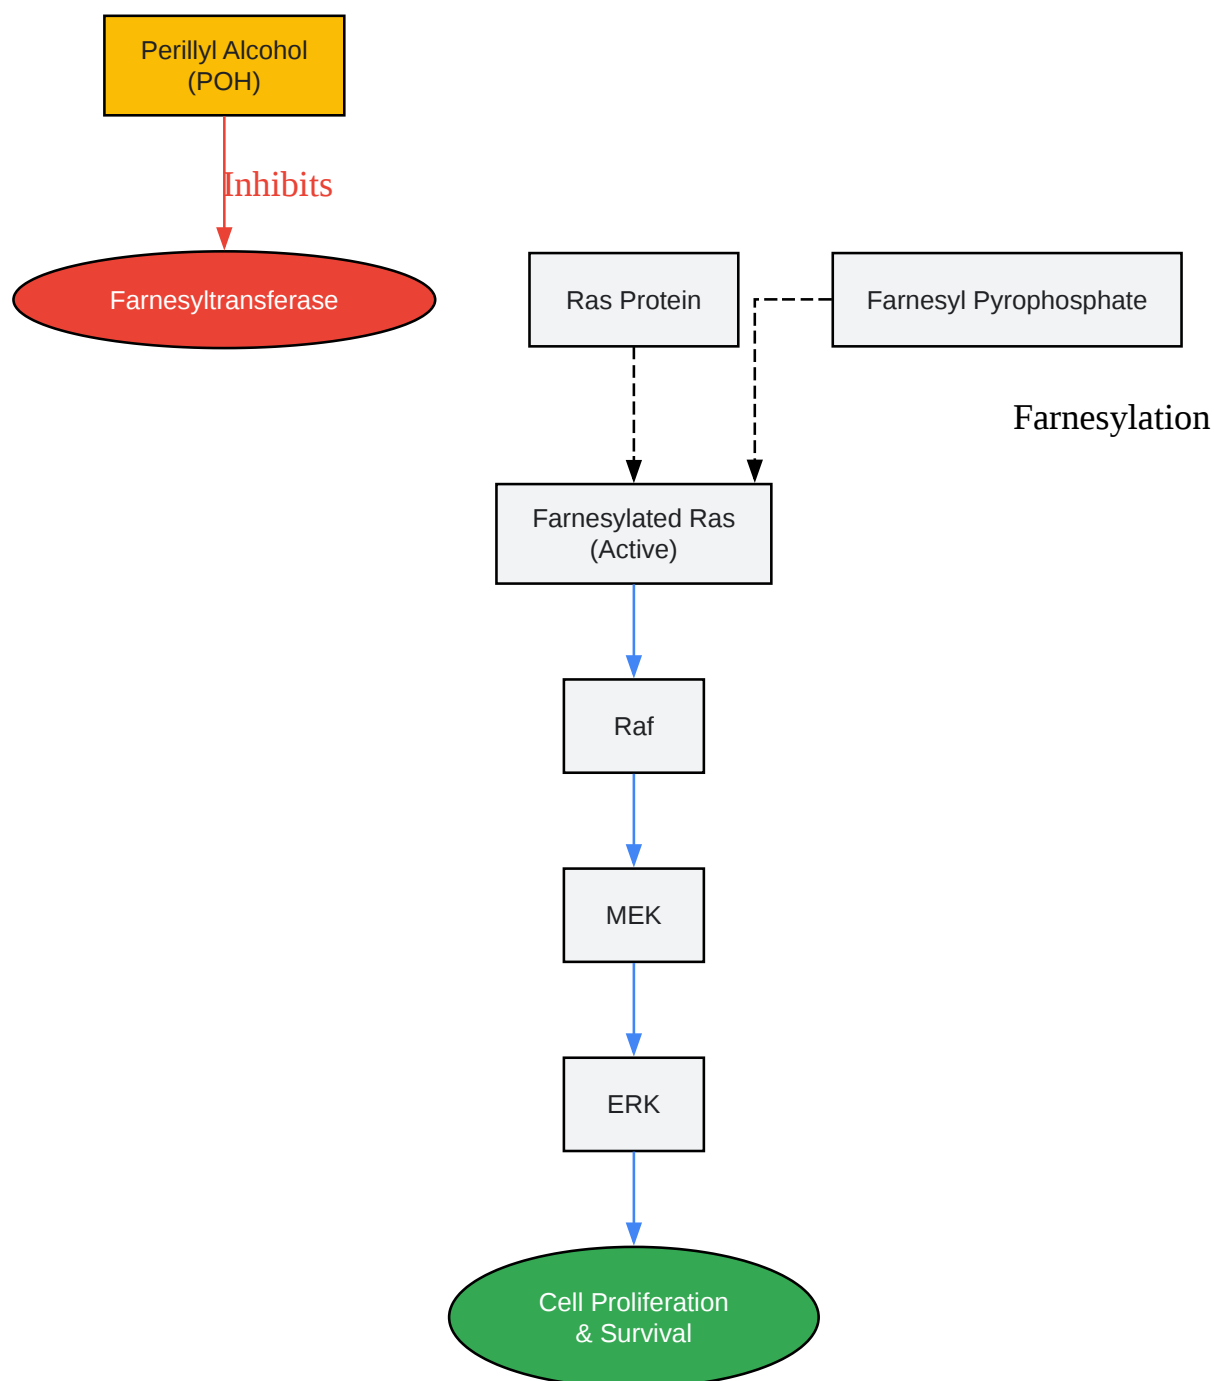 Perillyl Alcohol
(POH)
Inhibits
Farnesyltransferase
Ras Protein
Farnesyl Pyrophosphate
Farnesylation
Farnesylated Ras
(Active)
Raf
MEK
ERK
Cell Proliferation
& Survival